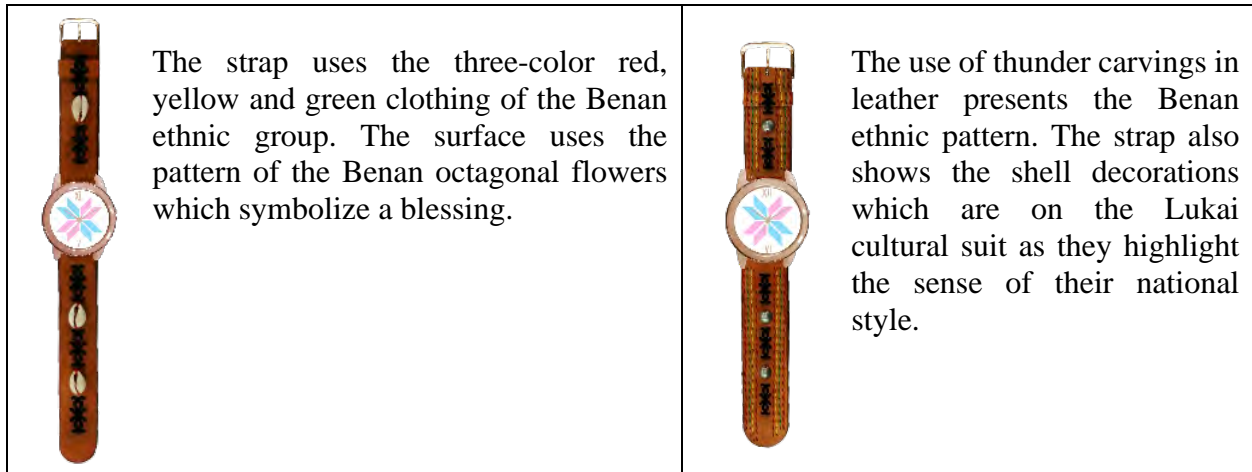 The strap uses the three-color red,
yellow and green clothing of the Benan
ethnic group. The surface uses the
pattern of the Benan octagonal flowers
which symbolize a blessing.
The use of thunder carvings in
leather presents the Benan
ethnic pattern. The strap also
shows the shell decorations
which are on the Lukai
cultural suit as they highlight
the sense of their national
style.